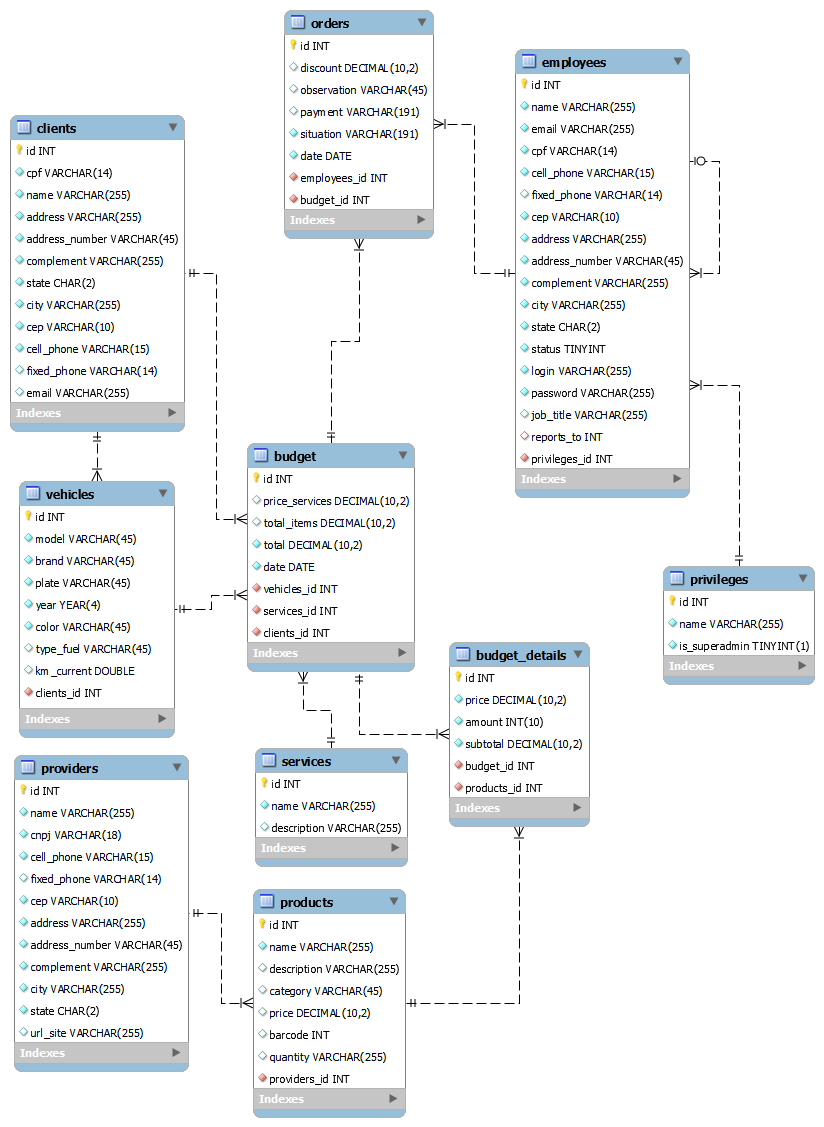 orders
id INT
discount DECIMAL(10,2)
observation VARCHAR(45)
payment VARCHAR(191)
situation VARCHAR(191)
date DATE
employees_id INT
budget_id INT
Indexes
employees
id INT
name VARCHAR(255)
email VARCHAR(255)
cpf VARCHAR(14)
cell_phone VARCHAR(15)
fixed_phone VARCHAR(14)
cep VARCHAR(10)
address VARCHAR(255)
address_number VARCHAR(45)
complement VARCHAR(255)
city VARCHAR(255)
state CHAR(2)
status TINYINT
login VARCHAR(255)
password VARCHAR(255)
job_title VARCHAR(255)
reports_to INT
privileges_id INT
Indexes
clients
id INT
cpf VARCHAR(14)
name VARCHAR(255)
address VARCHAR(255)
address_number VARCHAR(45)
complement VARCHAR(255)
state CHAR(2)
city VARCHAR(255)
cep VARCHAR(10)
cell_phone VARCHAR(15)
fixed_phone VARCHAR(14)
email VARCHAR(255)
Indexes
budget
id INT
price_services DECIMAL(10,2)
total_items DECIMAL(10,2)
total DECIMAL(10,2)
date DATE
vehicles_id INT
services_id INT
clients_id INT
Indexes
vehicles
id INT
model VARCHAR(45)
brand VARCHAR(45)
plate VARCHAR(45)
year YEAR(4)
color VARCHAR(45)
type_fuel VARCHAR(45)
km_current DOUBLE
clients_id INT
Indexes
privileges
id INT
name VARCHAR(255)
is_superadmin TINYINT(1)
Indexes
budget_details
id INT
price DECIMAL(10,2)
amount INT(10)
subtotal DECIMAL(10,2)
budget_id INT
products_id INT
Indexes
services
id INT
name VARCHAR(255)
description VARCHAR(255)
Indexes
providers
id INT
name VARCHAR(255)
cnpj VARCHAR(18)
cell_phone VARCHAR(15)
fixed_phone VARCHAR(14)
cep VARCHAR(10)
address VARCHAR(255)
address_number VARCHAR(45)
complement VARCHAR(255)
city VARCHAR(255)
state CHAR(2)
url_site VARCHAR(255)
Indexes
products
id INT
name VARCHAR(255)
description VARCHAR(255)
category VARCHAR(45)
price DECIMAL(10,2)
barcode INT
quantity VARCHAR(255)
providers_id INT
Indexes